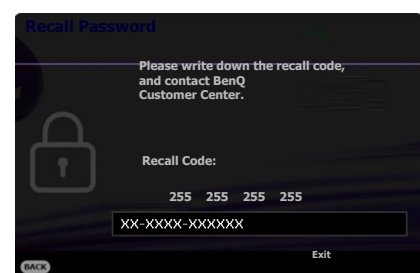 Recall Password
Please write down the recall code,
and contact BenQ
Customer Center.
Recall Code:
255 255 255 255
XX-XXXX-XXXXXX
Exit
BACK